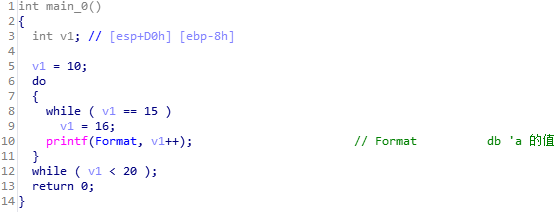 1 int main_0()
2 {
3   int v1; // [esp+D0h] [ebp-8h]
4
5   v1 = 10;
6   do
7   {
8     while ( v1 == 15 )
9       v1 = 16;
10     printf(Format, v1++);                       // Format          db 'a 的值
11   }
12   while ( v1 < 20 );
13   return 0;
14 }